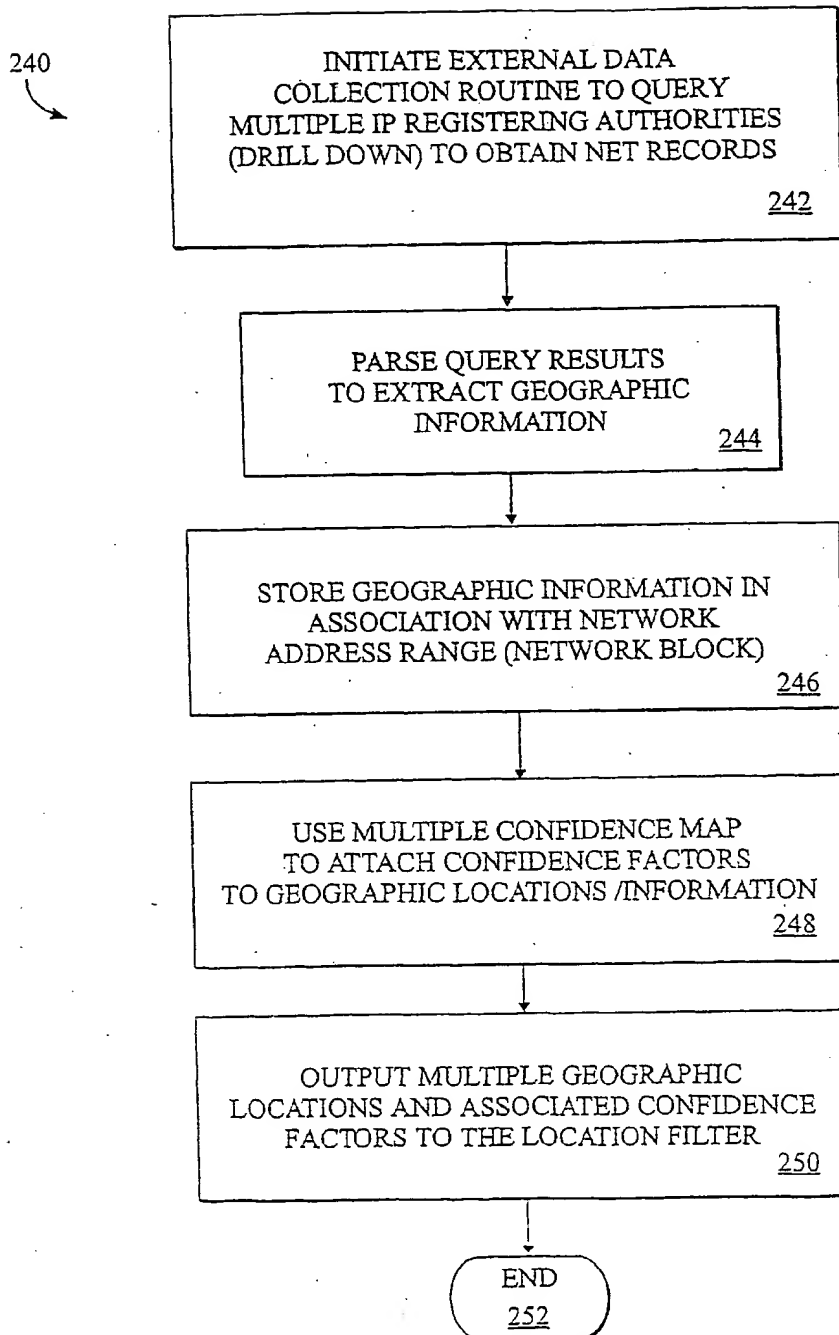 240
INITIATE EXTERNAL DATA
COLLECTION ROUTINE TO QUERY
MULTIPLE IP REGISTERING AUTHORITIES
(DRILL DOWN) TO OBTAIN NET RECORDS
242
PARSE QUERY RESULTS
TO EXTRACT GEOGRAPHIC
INFORMATION
244
STORE GEOGRAPHIC INFORMATION IN
ASSOCIATION WITH NETWORK
ADDRESS RANGE (NETWORK BLOCK)
246
USE MULTIPLE CONFIDENCE MAP
TO ATTACH CONFIDENCE FACTORS
TO GEOGRAPHIC LOCATIONS /INFORMATION
248
OUTPUT MULTIPLE GEOGRAPHIC
LOCATIONS AND ASSOCIATED CONFIDENCE
FACTORS TO THE LOCATION FILTER
250
END
252